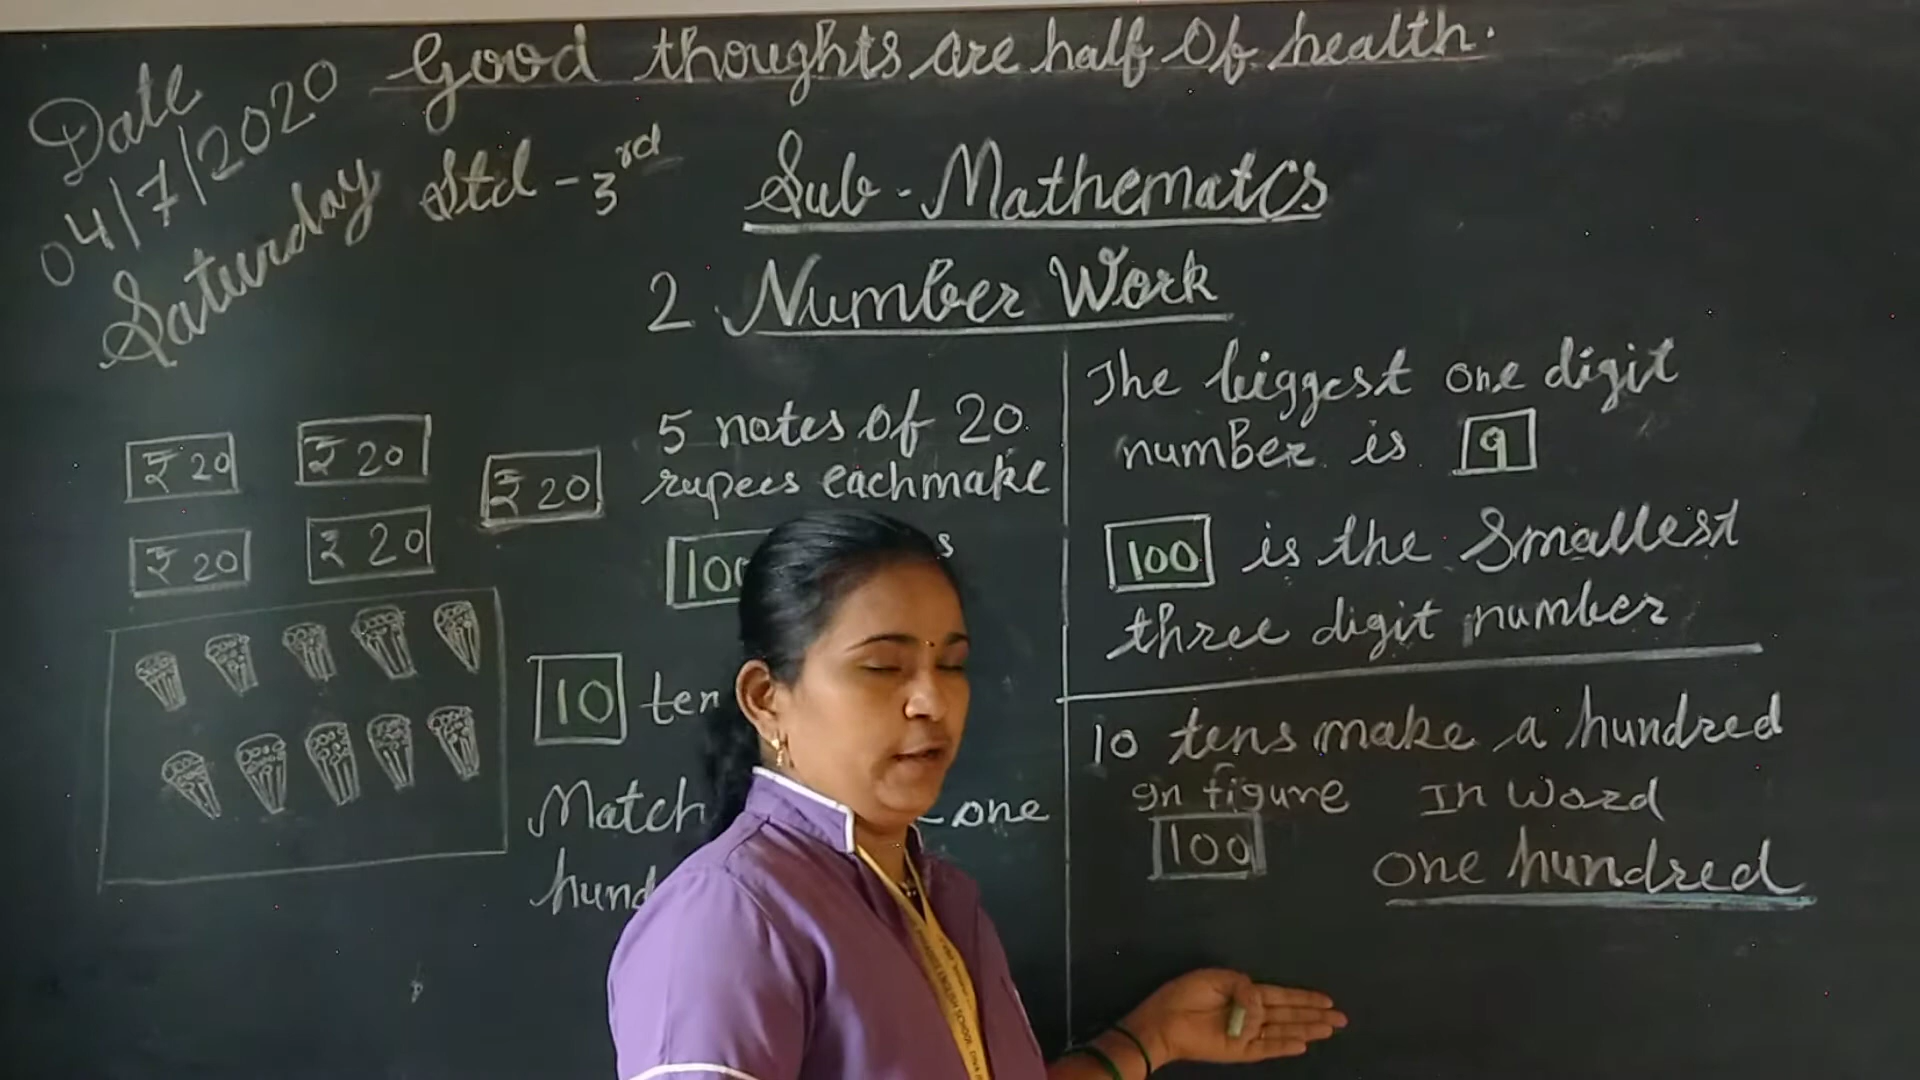 Good thoughts are half Of health.
Date
04/7/2020
Saturday
Std - 3rd
Sub - Mathematcs
2 Number Work
₹ 20
₹ 20
₹ 20
₹ 20
₹ 20
5 notes of 20
rupees each make
100
10 ten
Match one
The biggest one digit
number is 9
100 is the Smallest
three digit number
10 tens make a hundred
In figure In Word
100 One hundred